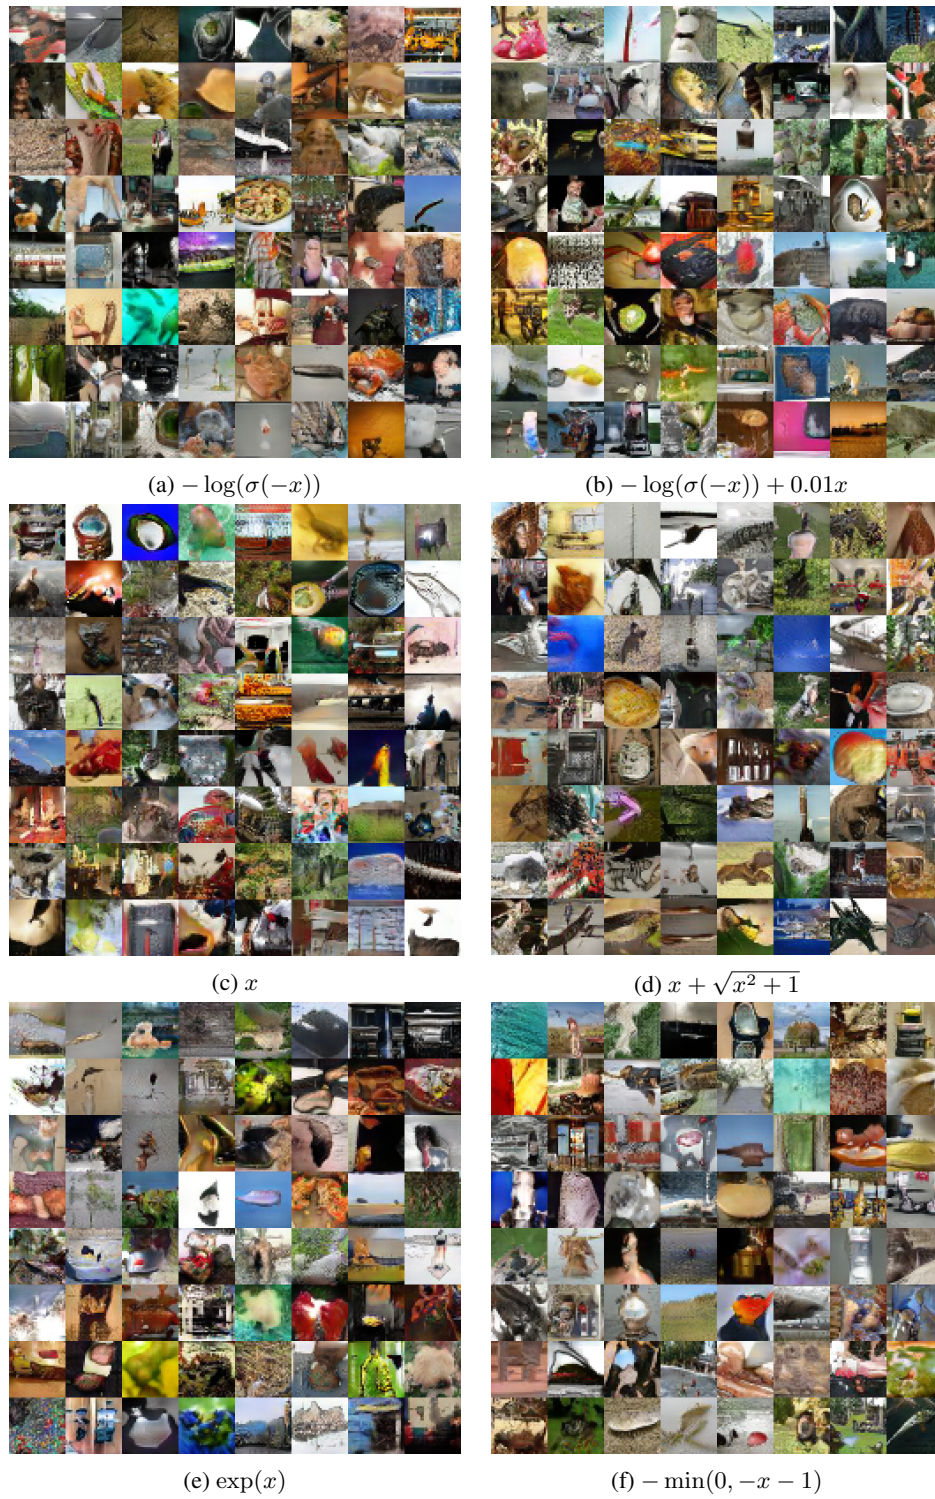 (a) − log(σ(−x))
(b) − log(σ(−x)) + 0.01x
(c) x
(d) x + √(x² + 1)
(e) exp(x)
(f) − min(0, −x − 1)